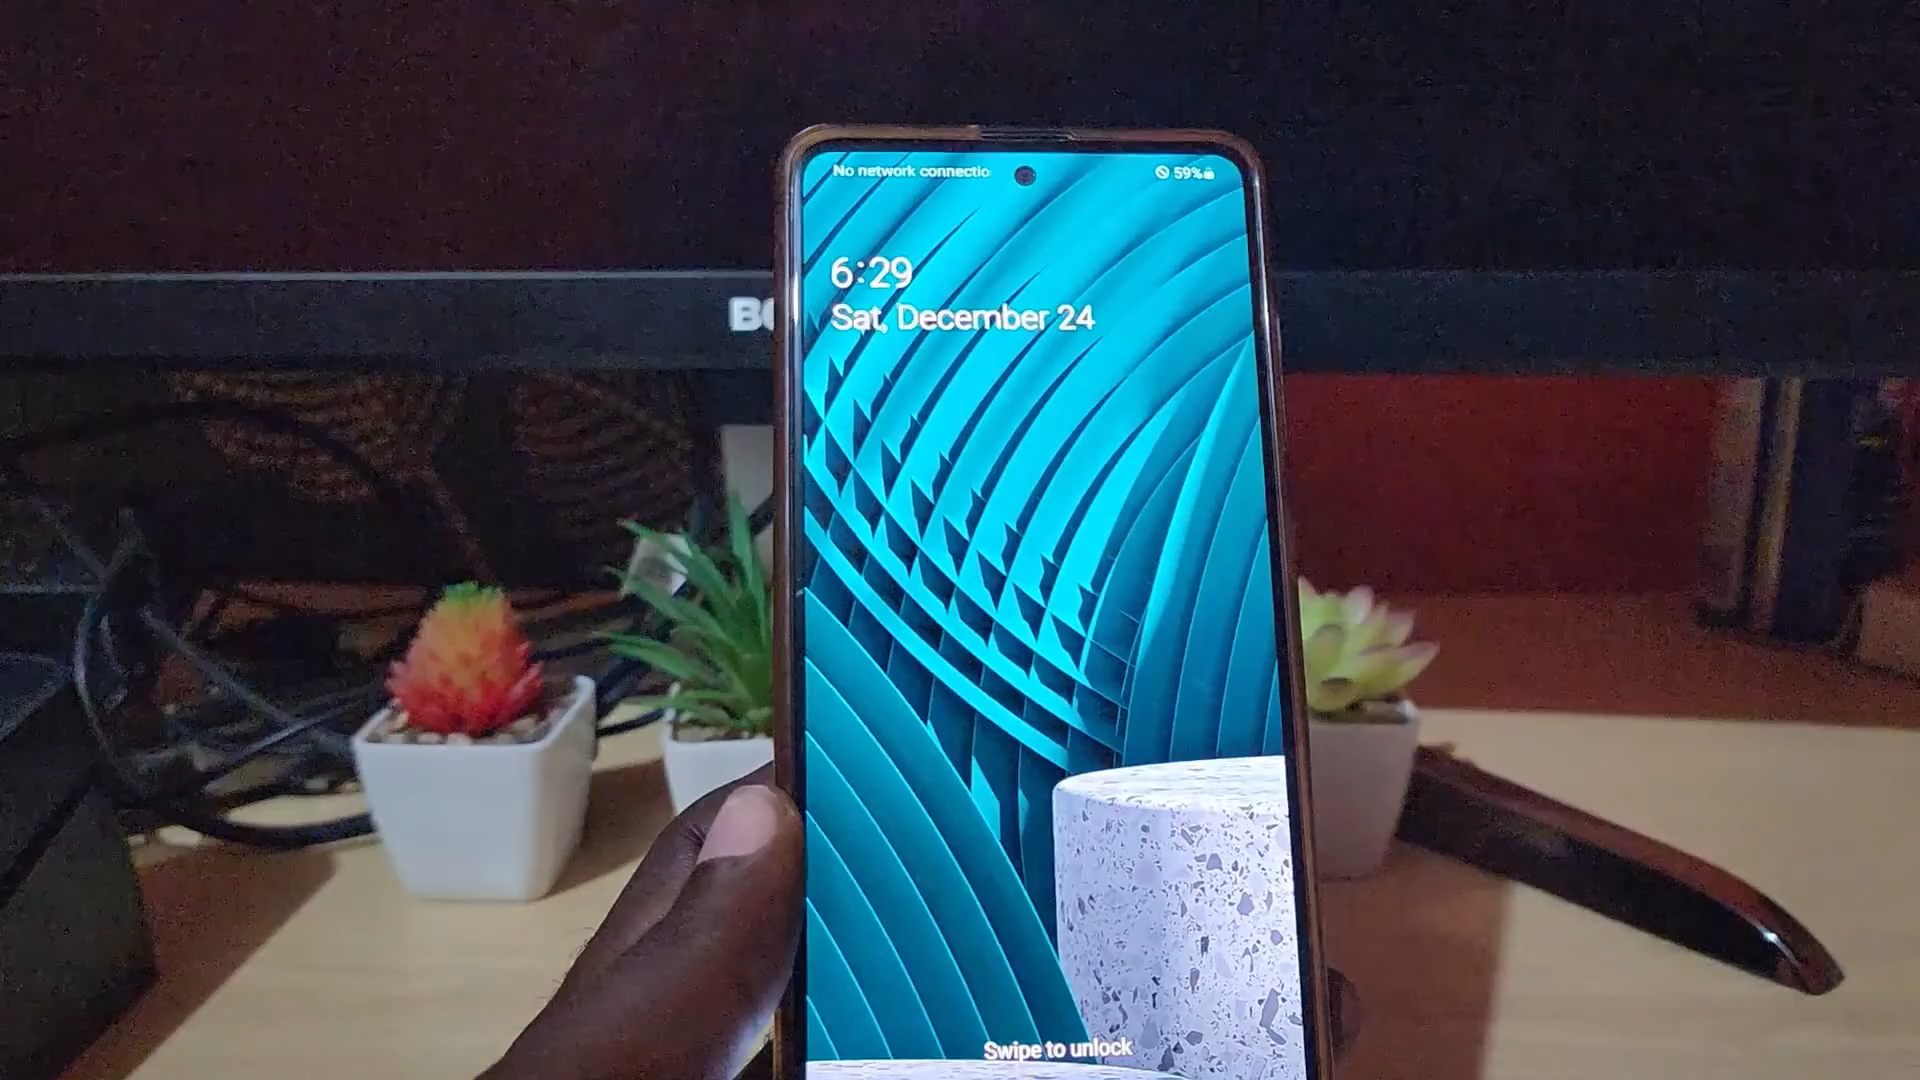 No network connectio
59%
6:29
Sat, December 24
Swipe to unlock